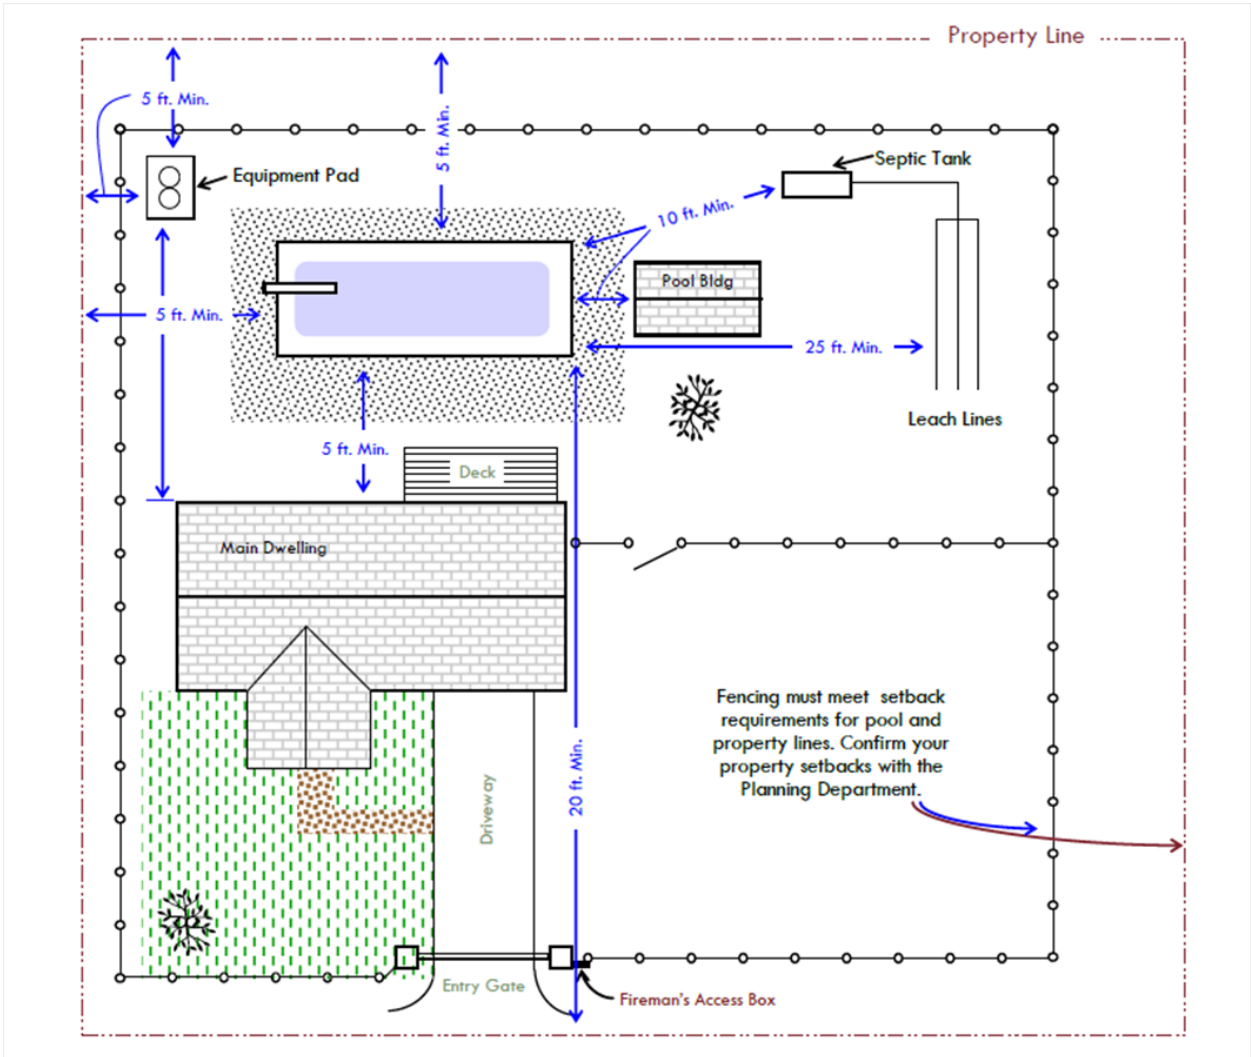 Property Line
5 ft. Min.
5 ft. Min.
Septic Tank
Equipment Pad
10 ft. Min.
Pool Bldg
5 ft. Min.
25 ft. Min.
Leach Lines
5 ft. Min.
Deck
Main Dwelling
Fencing must meet setback
requirements for pool and
property lines. Confirm your
property setbacks with the
Planning Department.
20 ft. Min.
Driveway
Entry Gate
Fireman's Access Box